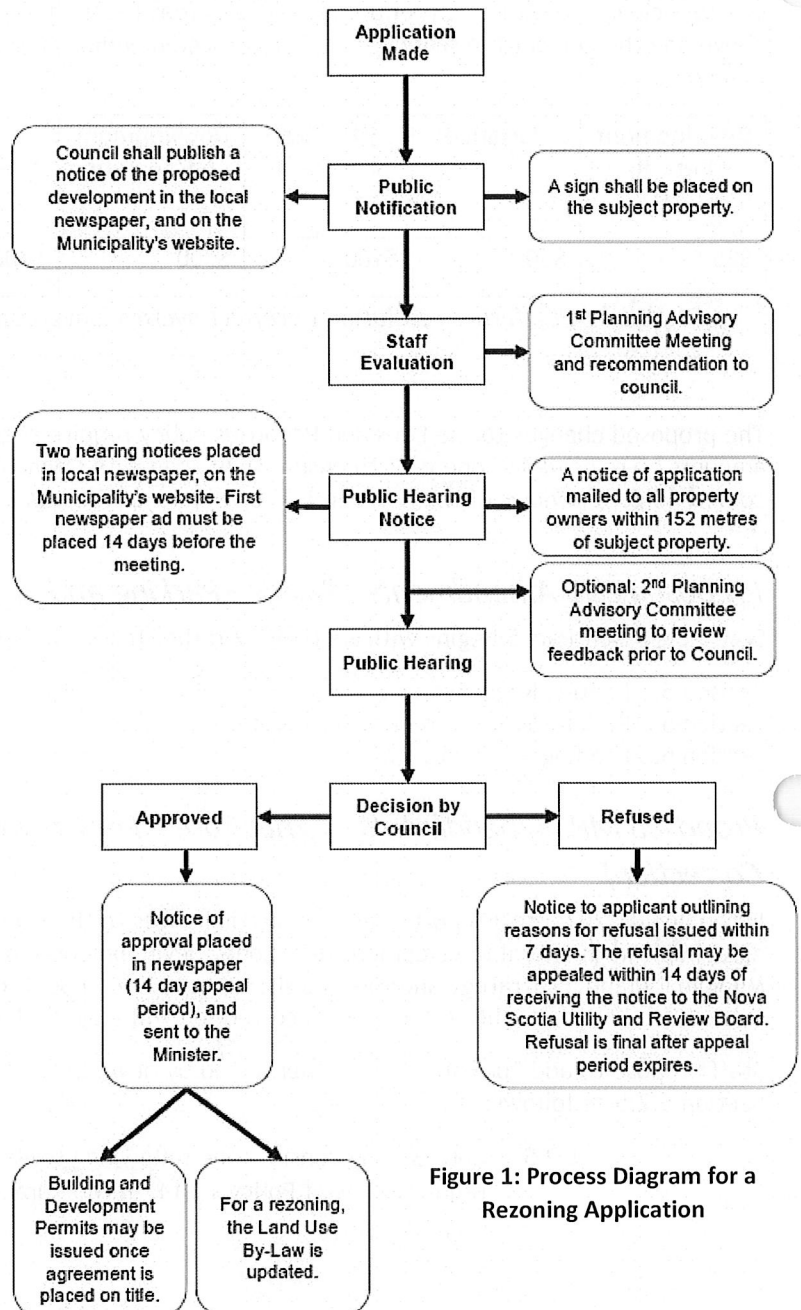 Application
Made
Council shall publish a
notice of the proposed
development in the local
newspaper, and on the
Municipality's website.
Public
Notification
A sign shall be placed on
the subject property.
Staff
Evaluation
1st Planning Advisory
Committee Meeting
and recommendation to
council.
Two hearing notices placed
in local newspaper, on the
Municipality's website. First
newspaper ad must be
placed 14 days before the
meeting.
Public Hearing
Notice
A notice of application
mailed to all property
owners within 152 metres
of subject property.
Optional: 2nd Planning
Advisory Committee
meeting to review
feedback prior to Council.
Public Hearing
Approved
Decision by
Council
Refused
Notice of
approval placed
in newspaper
(14 day appeal
period), and
sent to the
Minister.
Notice to applicant outlining
reasons for refusal issued within
7 days. The refusal may be
appealed within 14 days of
receiving the notice to the Nova
Scotia Utility and Review Board.
Refusal is final after appeal
period expires.
Building and
Development
Permits may be
issued once
agreement is
placed on title.
For a rezoning,
the Land Use
By-Law is
updated.
Figure 1: Process Diagram for a
Rezoning Application